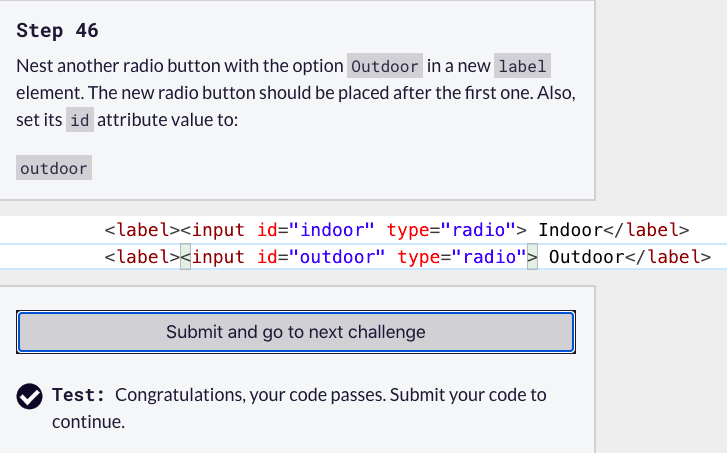 Step 46
Nest another radio button with the option Outdoor in a new label
element. The new radio button should be placed after the first one. Also,
set its id attribute value to:
outdoor
<label><input id="indoor" type="radio"> Indoor</label>
<label><input id="outdoor" type="radio"> Outdoor</label>
Submit and go to next challenge
Test: Congratulations, your code passes. Submit your code to
continue.